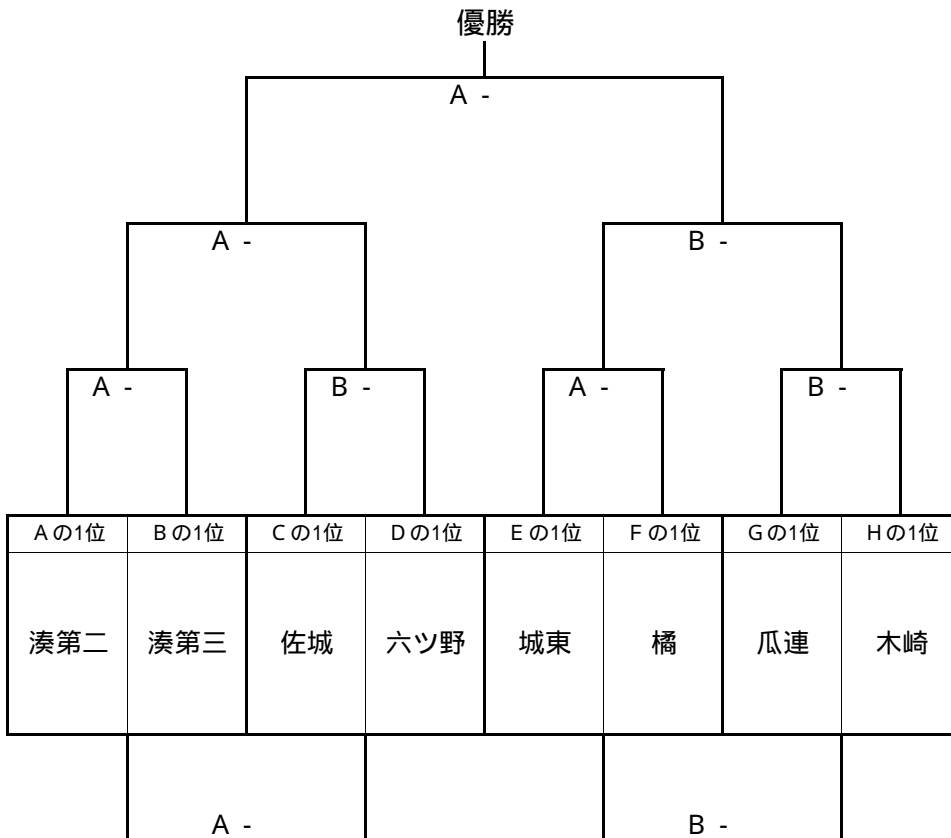 優勝
A -
A - B -
A - B - A - B -
Aの1位 Bの1位 Cの1位 Dの1位 Eの1位 Fの1位 Gの1位 Hの1位
湊第二 湊第三 佐城 六ツ野 城東 橘 瓜連 木崎
A - B -